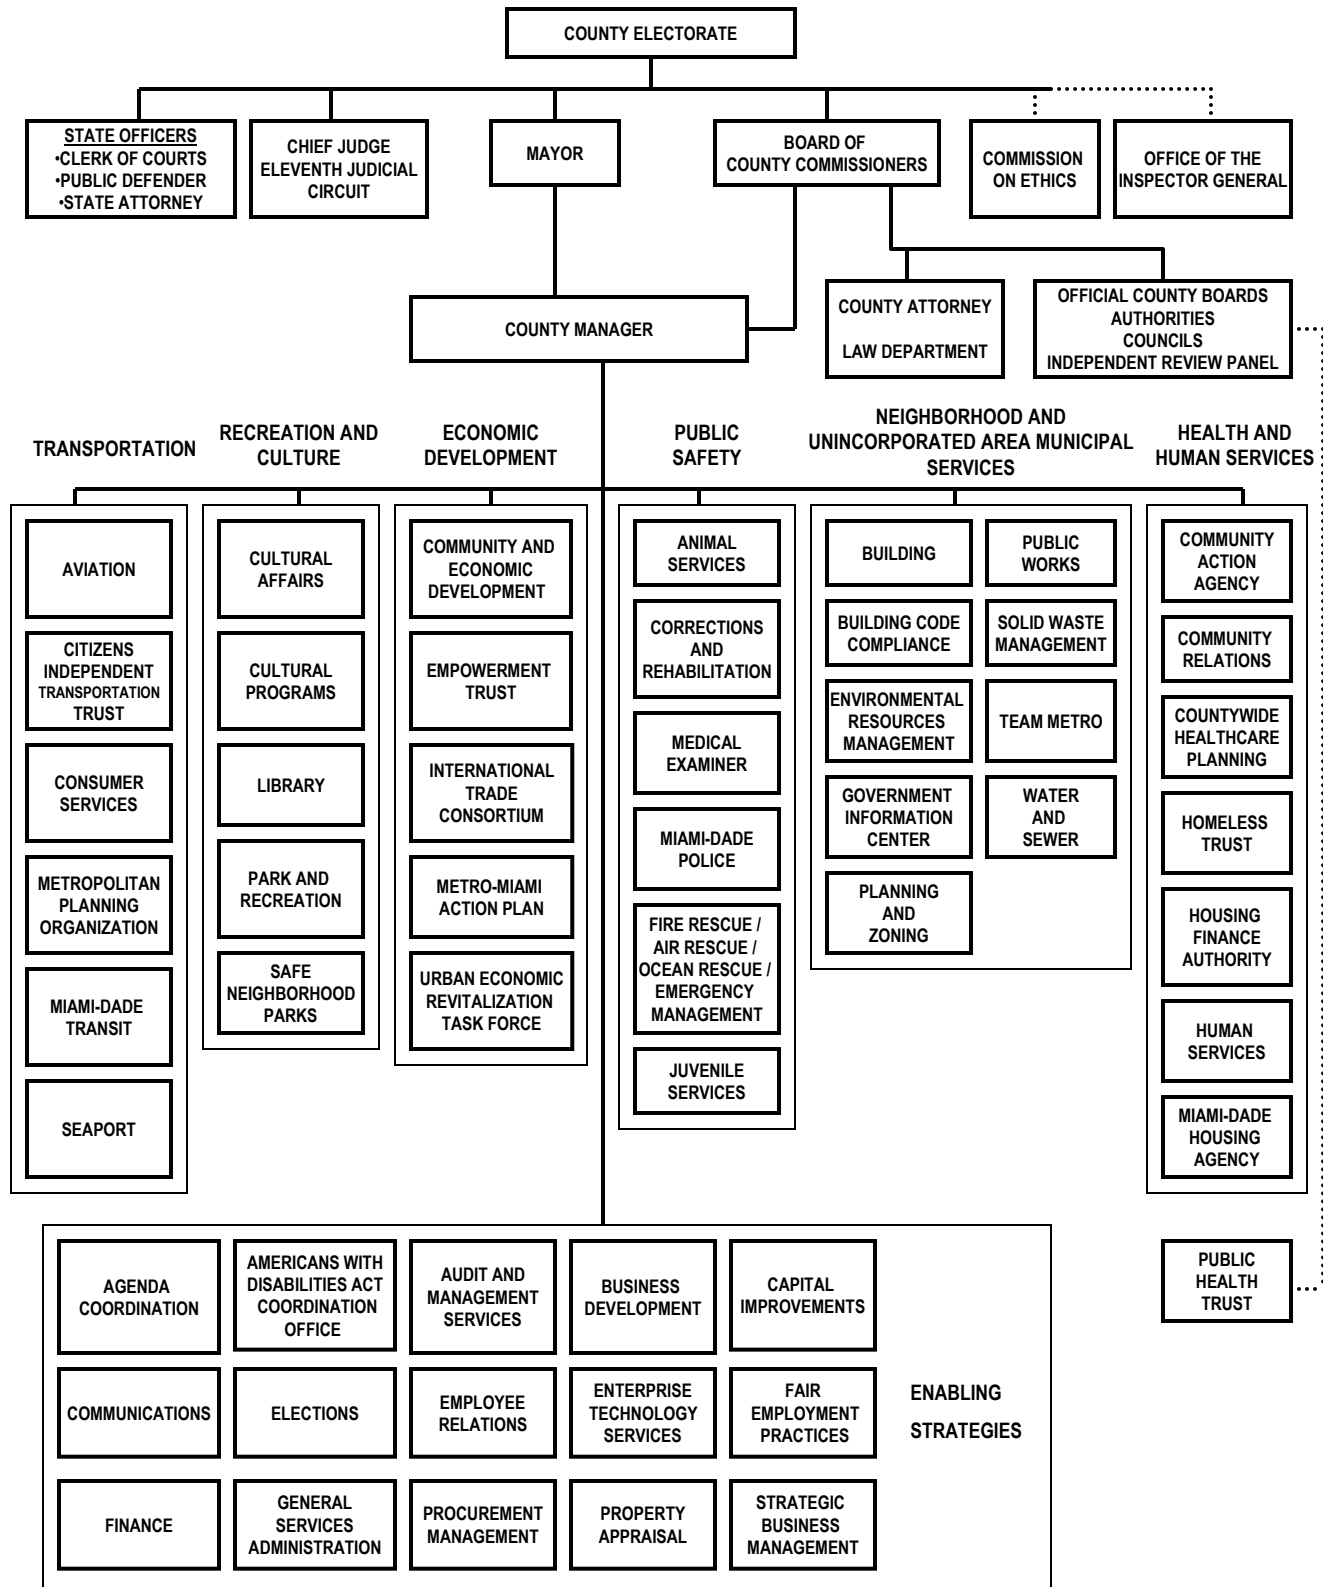 COUNTY ELECTORATE
STATE OFFICERS
•CLERK OF COURTS
•PUBLIC DEFENDER
•STATE ATTORNEY
CHIEF JUDGE
ELEVENTH JUDICIAL
CIRCUIT
MAYOR
BOARD OF
COUNTY COMMISSIONERS
COMMISSION
ON ETHICS
OFFICE OF THE
INSPECTOR GENERAL
COUNTY MANAGER
COUNTY ATTORNEY
LAW DEPARTMENT
OFFICIAL COUNTY BOARDS
AUTHORITIES
COUNCILS
INDEPENDENT REVIEW PANEL
TRANSPORTATION
AVIATION
CITIZENS
INDEPENDENT
TRANSPORTATION
TRUST
CONSUMER
SERVICES
METROPOLITAN
PLANNING
ORGANIZATION
MIAMI-DADE
TRANSIT
SEAPORT
RECREATION AND
CULTURE
CULTURAL
AFFAIRS
CULTURAL
PROGRAMS
LIBRARY
PARK AND
RECREATION
SAFE
NEIGHBORHOOD
PARKS
ECONOMIC
DEVELOPMENT
COMMUNITY AND
ECONOMIC
DEVELOPMENT
EMPOWERMENT
TRUST
INTERNATIONAL
TRADE
CONSORTIUM
METRO-MIAMI
ACTION PLAN
URBAN ECONOMIC
REVITALIZATION
TASK FORCE
PUBLIC
SAFETY
ANIMAL
SERVICES
CORRECTIONS
AND
REHABILITATION
MEDICAL
EXAMINER
MIAMI-DADE
POLICE
FIRE RESCUE /
AIR RESCUE /
OCEAN RESCUE /
EMERGENCY
MANAGEMENT
JUVENILE
SERVICES
NEIGHBORHOOD AND
UNINCORPORATED AREA MUNICIPAL
SERVICES
BUILDING
BUILDING CODE
COMPLIANCE
ENVIRONMENTAL
RESOURCES
MANAGEMENT
GOVERNMENT
INFORMATION
CENTER
PLANNING
AND
ZONING
PUBLIC
WORKS
SOLID WASTE
MANAGEMENT
TEAM METRO
WATER
AND
SEWER
HEALTH AND
HUMAN SERVICES
COMMUNITY
ACTION
AGENCY
COMMUNITY
RELATIONS
COUNTYWIDE
HEALTHCARE
PLANNING
HOMELESS
TRUST
HOUSING
FINANCE
AUTHORITY
HUMAN
SERVICES
MIAMI-DADE
HOUSING
AGENCY
PUBLIC
HEALTH
TRUST
AGENDA
COORDINATION
AMERICANS WITH
DISABILITIES ACT
COORDINATION
OFFICE
AUDIT AND
MANAGEMENT
SERVICES
BUSINESS
DEVELOPMENT
CAPITAL
IMPROVEMENTS
COMMUNICATIONS
ELECTIONS
EMPLOYEE
RELATIONS
ENTERPRISE
TECHNOLOGY
SERVICES
FAIR
EMPLOYMENT
PRACTICES
ENABLING
STRATEGIES
FINANCE
GENERAL
SERVICES
ADMINISTRATION
PROCUREMENT
MANAGEMENT
PROPERTY
APPRAISAL
STRATEGIC
BUSINESS
MANAGEMENT